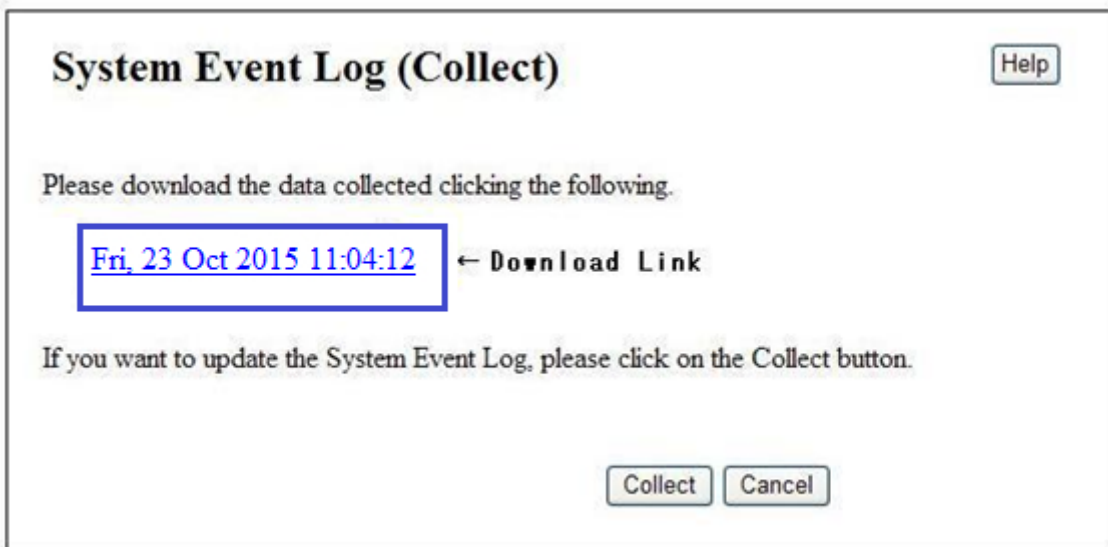 System Event Log (Collect)
Help
Please download the data collected clicking the following.
Fri, 23 Oct 2015 11:04:12 ← Download Link
If you want to update the System Event Log, please click on the Collect button.
Collect Cancel